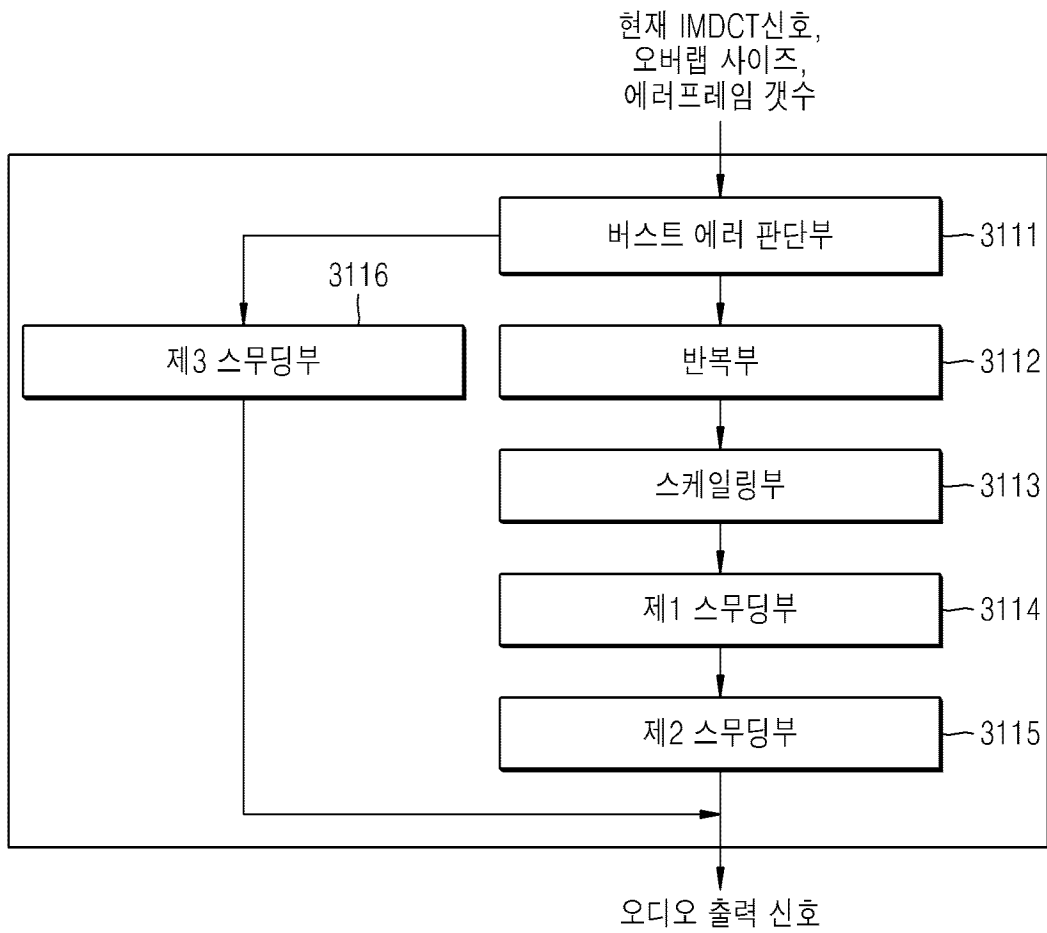 현재 IMDCT신호,
오버랩 사이즈,
에러프레임 갯수
버스트 에러 판단부
3111
3116
제3 스무딩부
반복부
3112
스케일링부
3113
제1 스무딩부
3114
제2 스무딩부
3115
오디오 출력 신호